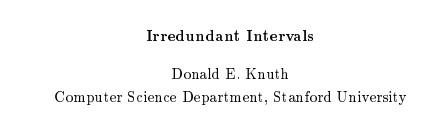 Irredundant Intervals
Donald E. Knuth
Computer Science Department, Stanford University